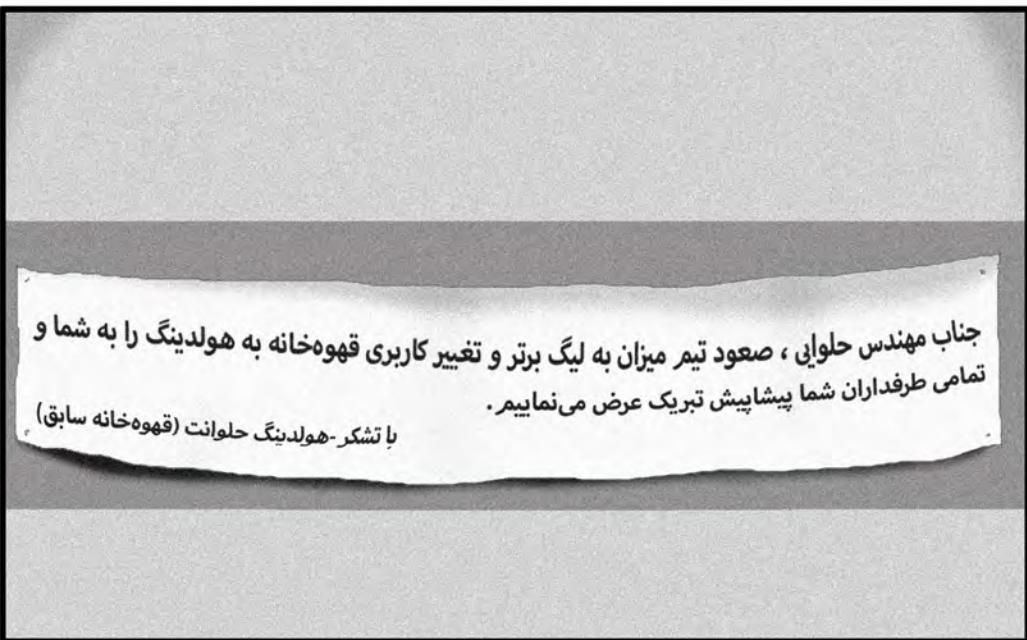 جناب مهندس حلوایی ، صعود تیم میزان به لیگ برتر و تغییر کاربری قهوه‌خانه به هولدینگ را به شما و
تمامی طرفداران شما پیشاپیش تبریک عرض می‌نماییم .
با تشکر -هولدینگ حلوانت (قهوه‌خانه سابق)